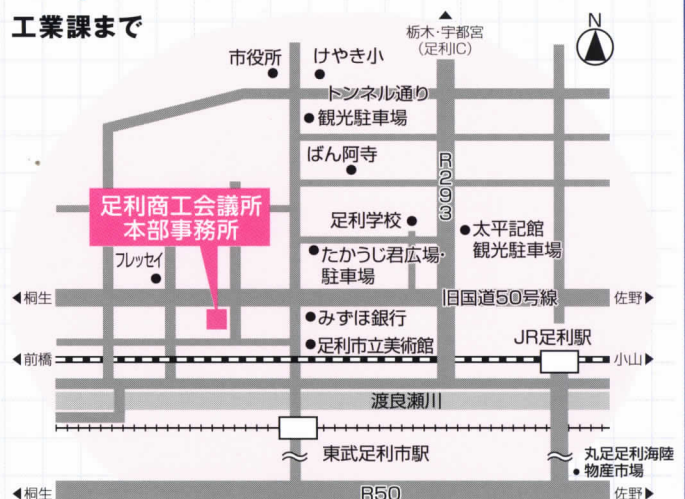 工業課まで
栃木・宇都宮
(足利IC)
N
市役所
けやき小
トンネル通り
観光駐車場
ばん阿寺
R293
足利商工会議所
本部事務所
足利学校
太平記館
観光駐車場
フレッセイ
たかうじ君広場・
駐車場
◀桐生
旧国道50号線
佐野▶
みずほ銀行
JR足利駅
◀前橋
足利市立美術館
小山▶
渡良瀬川
東武足利市駅
丸足足利海陸
物産市場
◀桐生
R50
佐野▶